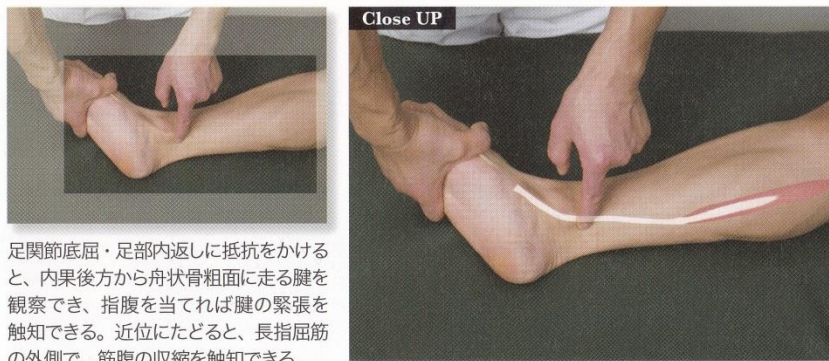 Close UP
足関節底屈・足部内返しに抵抗をかける
と、内果後方から舟状骨粗面に走る腱を
観察でき、指腹を当てれば腱の緊張を
触知できる。近位にたどると、長指屈筋
の外側で、筋腹の収縮を触知できる。